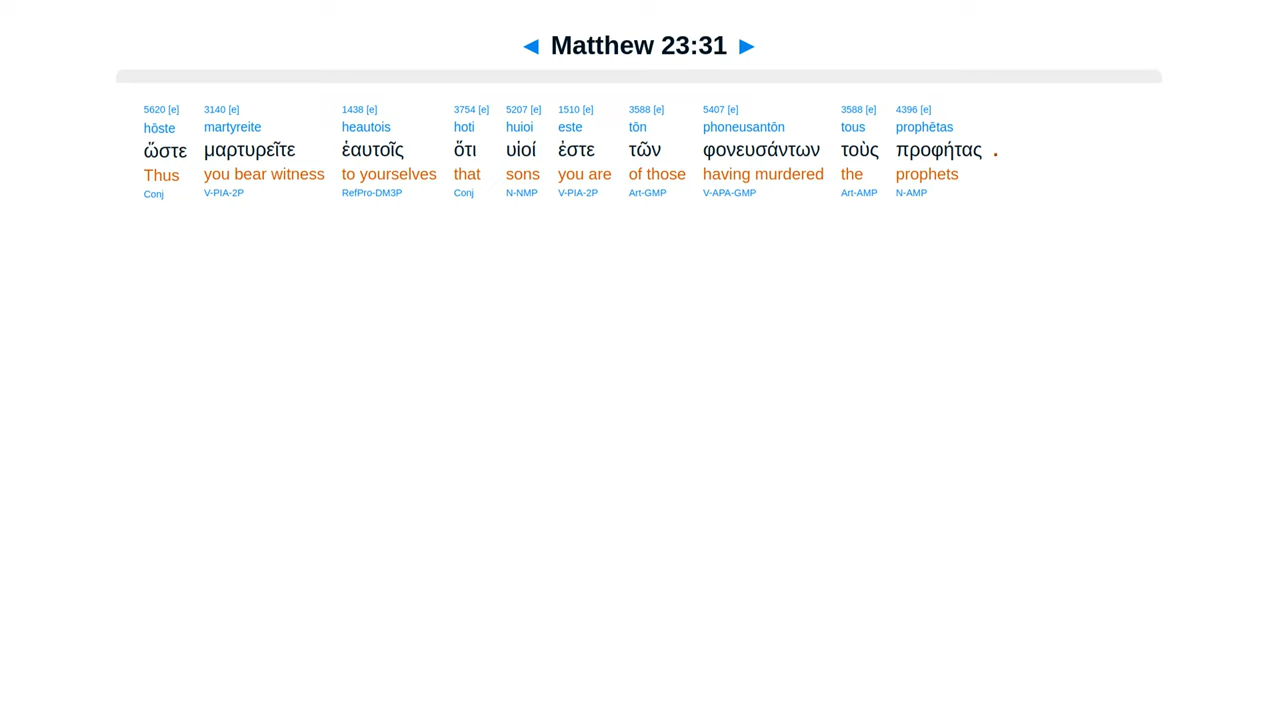 ◄ Matthew 23:31 ►
5620 [e] 3140 [e] 1438 [e] 3754 [e] 5207 [e] 1510 [e] 3588 [e] 5407 [e] 3588 [e] 4396 [e]
hōste martyreite heautois hoti huioi este tōn phoneusantōn tous prophētas
ὥστε μαρτυρεῖτε ἑαυτοῖς ὅτι υἱοί ἐστε τῶν φονευσάντων τοὺς προφήτας .
Thus you bear witness to yourselves that sons you are of those having murdered the prophets
Conj V-PIA-2P RefPro-DM3P Conj N-NMP V-PIA-2P Art-GMP V-APA-GMP Art-AMP N-AMP